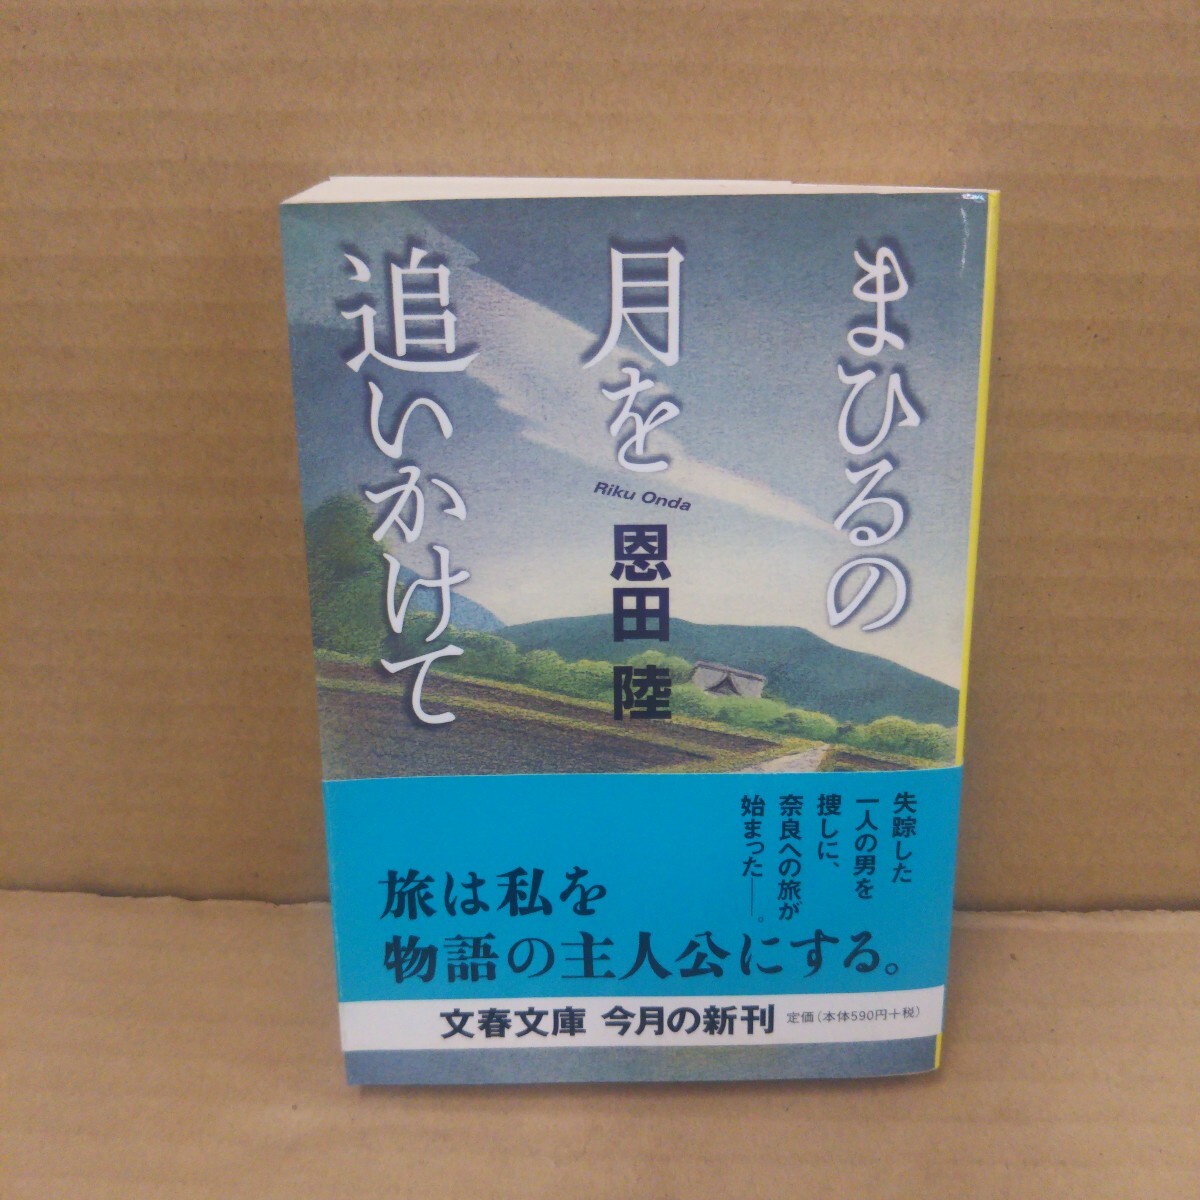 まひるの
月を
追いかけて
Riku Onda
恩田 陸
失踪した
一人の男を
捜しに、
奈良への旅が
始まった――。
旅は私を
物語の主人公にする。
文春文庫 今月の新刊 定価(本体590円+税)